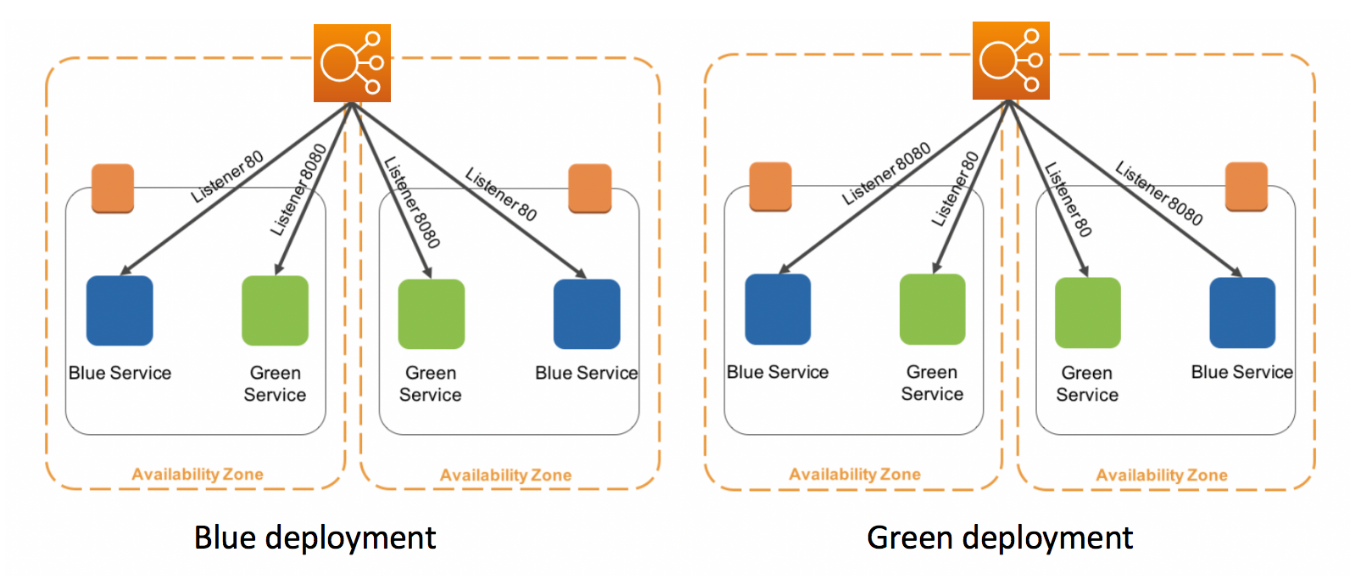 Listener 80
Listener 8080
Listener 8080
Listener 80
Blue Service
Green
Service
Green
Service
Blue Service
Availability Zone
Availability Zone
Blue deployment
Listener 8080
Listener 80
Listener 80
Listener 8080
Blue Service
Green
Service
Green
Service
Blue Service
Availability Zone
Availability Zone
Green deployment